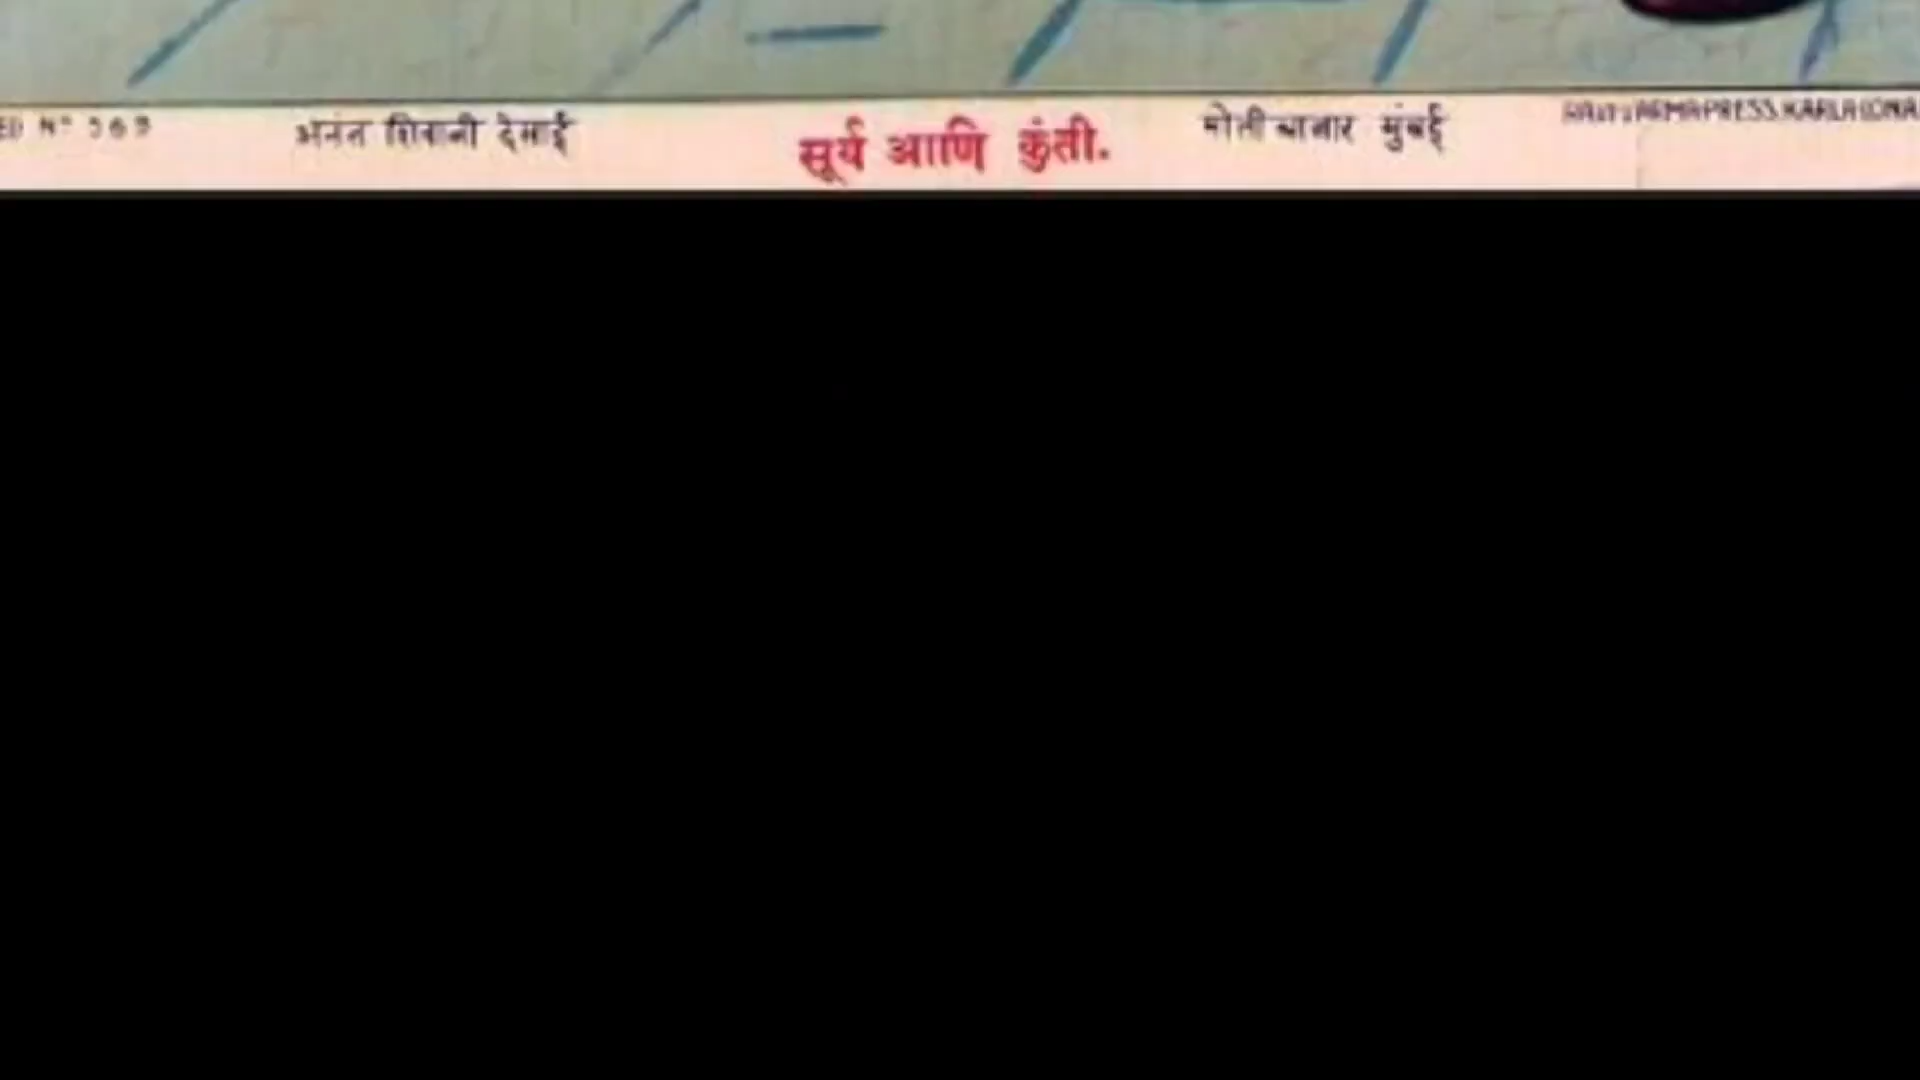 अनंत शिवाजी देसाई
सूर्य आणि कुंती.
मोती बाजार मुंबई